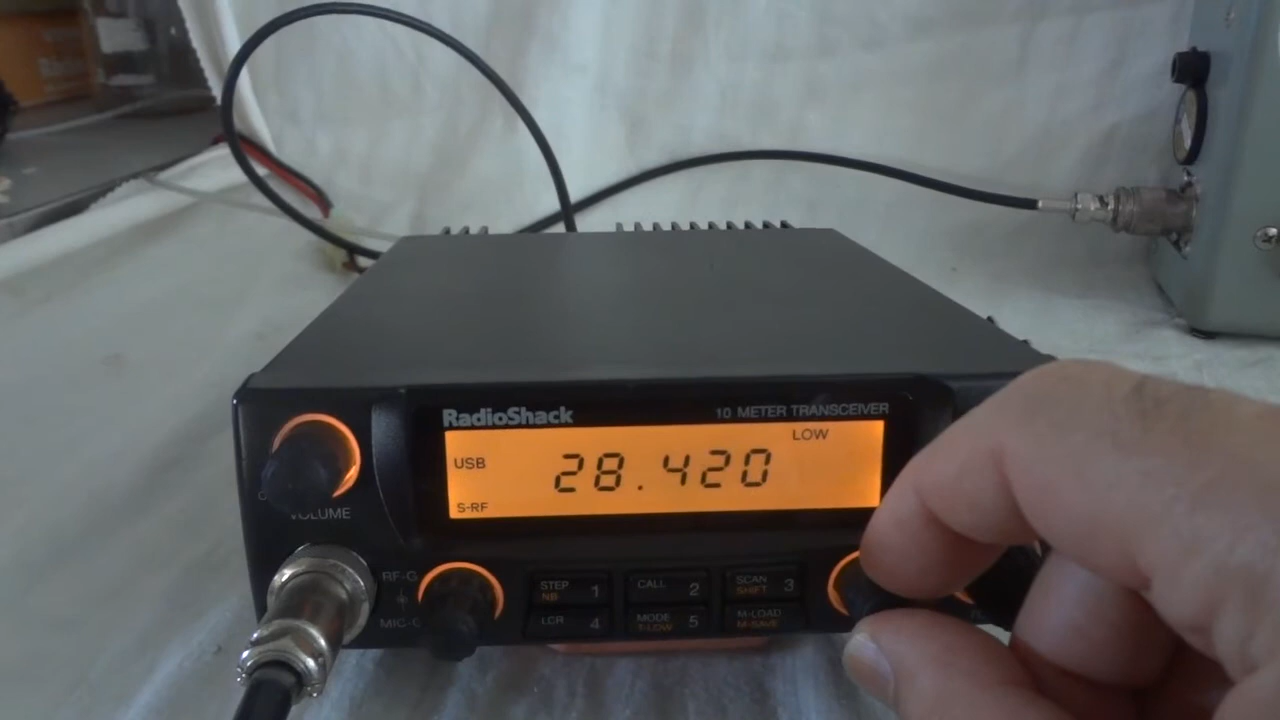 RadioShack
10 METER TRANSCEIVER
LOW
USB
28.420
S-RF
VOLUME
RF-G
MIC-G
STEP 1
NB
CALL 2
SCAN 3
SHIFT
LCR 4
MODE 5
T-LOW
M-LOAD
M-SAVE